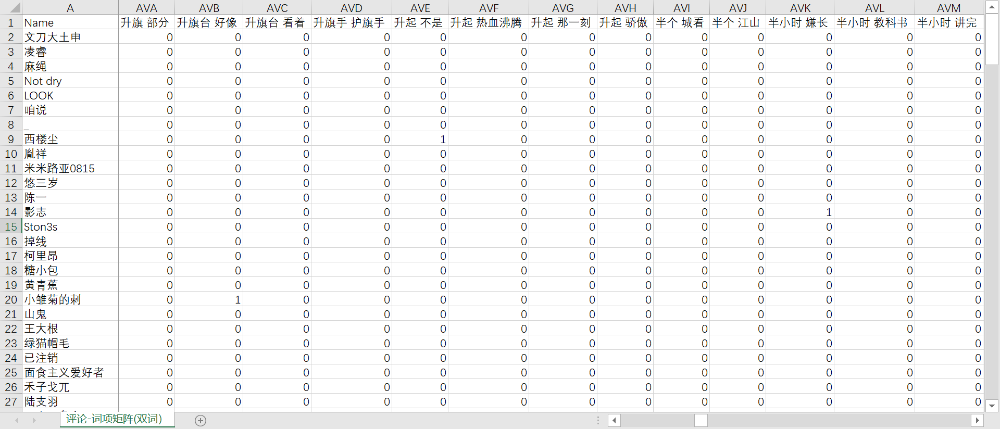 A AVA AVB AVC AVD AVE AVF AVG AVH AVI AVJ AVK AVL AVM
1 Name 升旗 部分 升旗台 好像 升旗台 看着 升旗手 护旗手 升起 不是 升起 热血沸腾 升起 那一刻 升起 骄傲 半个 城看 半个 江山 半小时 嫌长 半小时 教科书 半小时 讲完
2 文刀大土申 0 0 0 0 0 0 0 0 0 0 0 0 0
3 凌睿 0 0 0 0 0 0 0 0 0 0 0 0 0
4 麻绳 0 0 0 0 0 0 0 0 0 0 0 0 0
5 Not dry 0 0 0 0 0 0 0 0 0 0 0 0 0
6 LOOK 0 0 0 0 0 0 0 0 0 0 0 0 0
7 咱说 0 0 0 0 0 0 0 0 0 0 0 0 0
8 _ 0 0 0 0 0 0 0 0 0 0 0 0 0
9 西楼尘 0 0 0 0 1 0 0 0 0 0 0 0 0
10 胤祥 0 0 0 0 0 0 0 0 0 0 0 0 0
11 米米路亚0815 0 0 0 0 0 0 0 0 0 0 0 0 0
12 悠三岁 0 0 0 0 0 0 0 0 0 0 0 0 0
13 陈一 0 0 0 0 0 0 0 0 0 0 0 0 0
14 影志 0 0 0 0 0 0 0 0 0 0 1 0 0
15 Ston3s 0 0 0 0 0 0 0 0 0 0 0 0 0
16 掉线 0 0 0 0 0 0 0 0 0 0 0 0 0
17 柯里昂 0 0 0 0 0 0 0 0 0 0 0 0 0
18 糖小包 0 0 0 0 0 0 0 0 0 0 0 0 0
19 黄青蕉 0 0 0 0 0 0 0 0 0 0 0 0 0
20 小雏菊的刺 0 1 0 0 0 0 0 0 0 0 0 0 0
21 山鬼 0 0 0 0 0 0 0 0 0 0 0 0 0
22 王大根 0 0 0 0 0 0 0 0 0 0 0 0 0
23 绿猫帽毛 0 0 0 0 0 0 0 0 0 0 0 0 0
24 已注销 0 0 0 0 0 0 0 0 0 0 0 0 0
25 面食主义爱好者 0 0 0 0 0 0 0 0 0 0 0 0 0
26 禾子戈兀 0 0 0 0 0 0 0 0 0 0 0 0 0
27 陆支羽 0 0 0 0 0 0 0 0 0 0 0 0 0
评论-词项矩阵(双词)